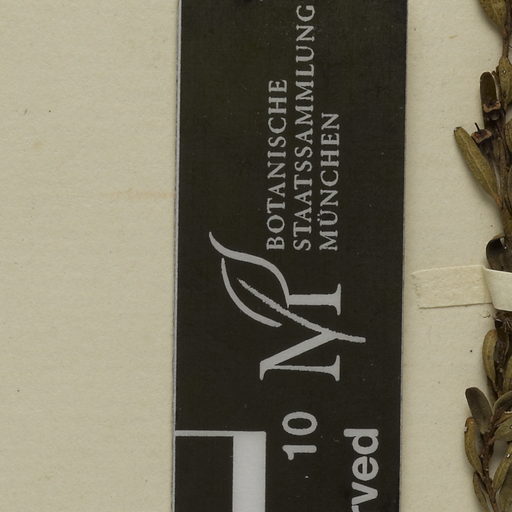 BOTANISCHE
STAATSSAMMLUNG
MÜNCHEN
M
10
rved